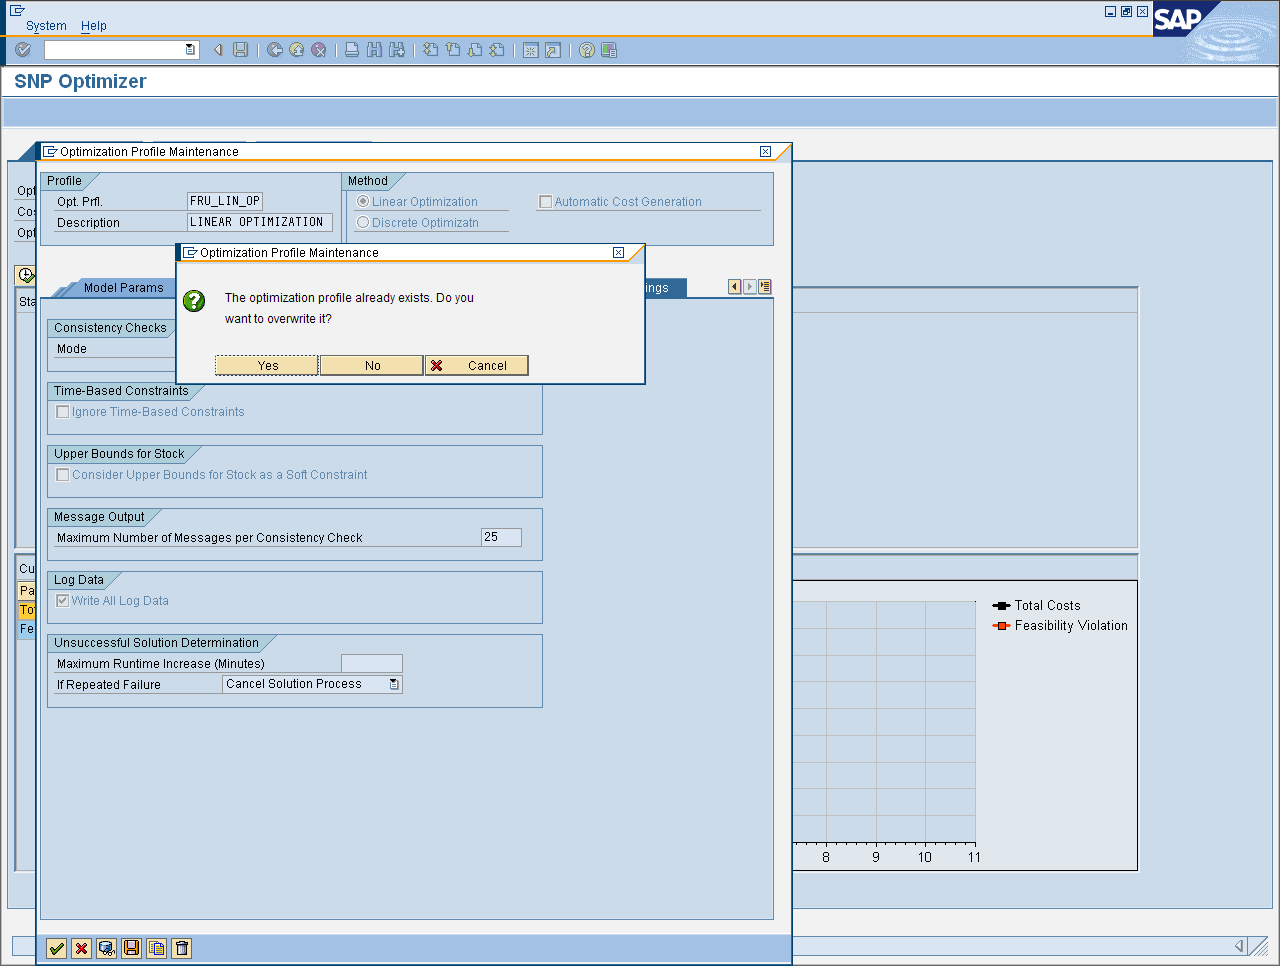 System Help
SAP
SNP Optimizer
Optimization Profile Maintenance
Profile
Method
Opt
Opt. Prfl.
FRU_LIN_OP
Linear Optimization
Automatic Cost Generation
Cos
Description
LINEAR OPTIMIZATION
Discrete Optimizatn
Opt
Optimization Profile Maintenance
Model Params
ings
The optimization profile already exists. Do you
want to overwrite it?
Sta
Consistency Checks
Mode
Yes
No
Cancel
Time-Based Constraints
Ignore Time-Based Constraints
Upper Bounds for Stock
Consider Upper Bounds for Stock as a Soft Constraint
Message Output
Maximum Number of Messages per Consistency Check
25
Cu
Log Data
Pa
Write All Log Data
Tot
Fe
Total Costs
Feasibility Violation
Unsuccessful Solution Determination
Maximum Runtime Increase (Minutes)
If Repeated Failure
Cancel Solution Process
8 9 10 11